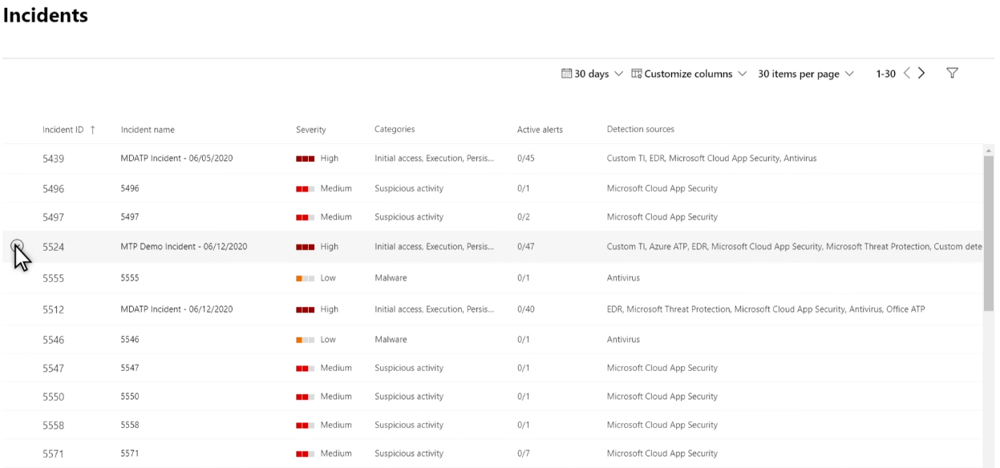 Incidents
30 days Customize columns 30 items per page 1-30
Incident ID ↑ Incident name Severity Categories Active alerts Detection sources
5439 MDATP Incident - 06/05/2020 High Initial access, Execution, Persis... 0/45 Custom TI, EDR, Microsoft Cloud App Security, Antivirus
5496 5496 Medium Suspicious activity 0/1 Microsoft Cloud App Security
5497 5497 Medium Suspicious activity 0/2 Microsoft Cloud App Security
5524 MTP Demo Incident - 06/12/2020 High Initial access, Execution, Persis... 0/47 Custom TI, Azure ATP, EDR, Microsoft Cloud App Security, Microsoft Threat Protection, Custom dete
5555 5555 Low Malware 0/1 Antivirus
5512 MDATP Incident - 06/12/2020 High Initial access, Execution, Persis... 0/40 EDR, Microsoft Threat Protection, Microsoft Cloud App Security, Antivirus, Office ATP
5546 5546 Low Malware 0/1 Antivirus
5547 5547 Medium Suspicious activity 0/1 Microsoft Cloud App Security
5550 5550 Medium Suspicious activity 0/1 Microsoft Cloud App Security
5558 5558 Medium Suspicious activity 0/1 Microsoft Cloud App Security
5571 5571 Medium Suspicious activity 0/7 Microsoft Cloud App Security